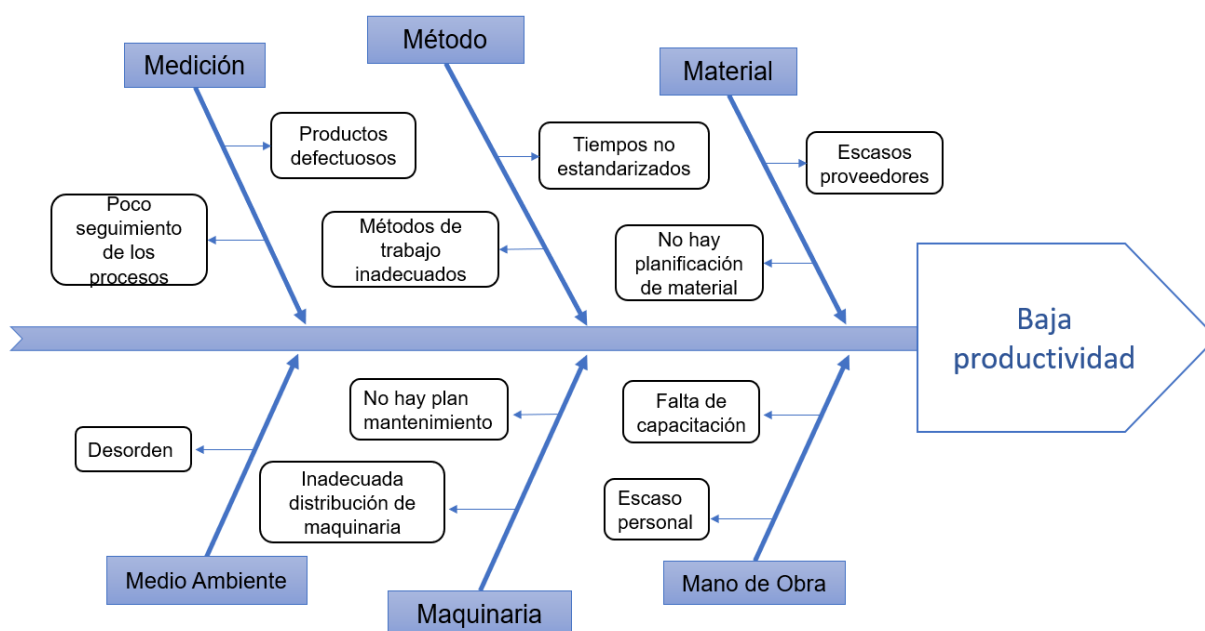 Medición
Método
Material
Productos
defectuosos
Tiempos no
estandarizados
Escasos
proveedores
Poco
seguimiento
de los
procesos
Métodos de
trabajo
inadecuados
No hay
planificación
de material
Baja
productividad
No hay plan
mantenimiento
Falta de
capacitación
Desorden
Inadecuada
distribución de
maquinaria
Escaso
personal
Medio Ambiente
Maquinaria
Mano de Obra